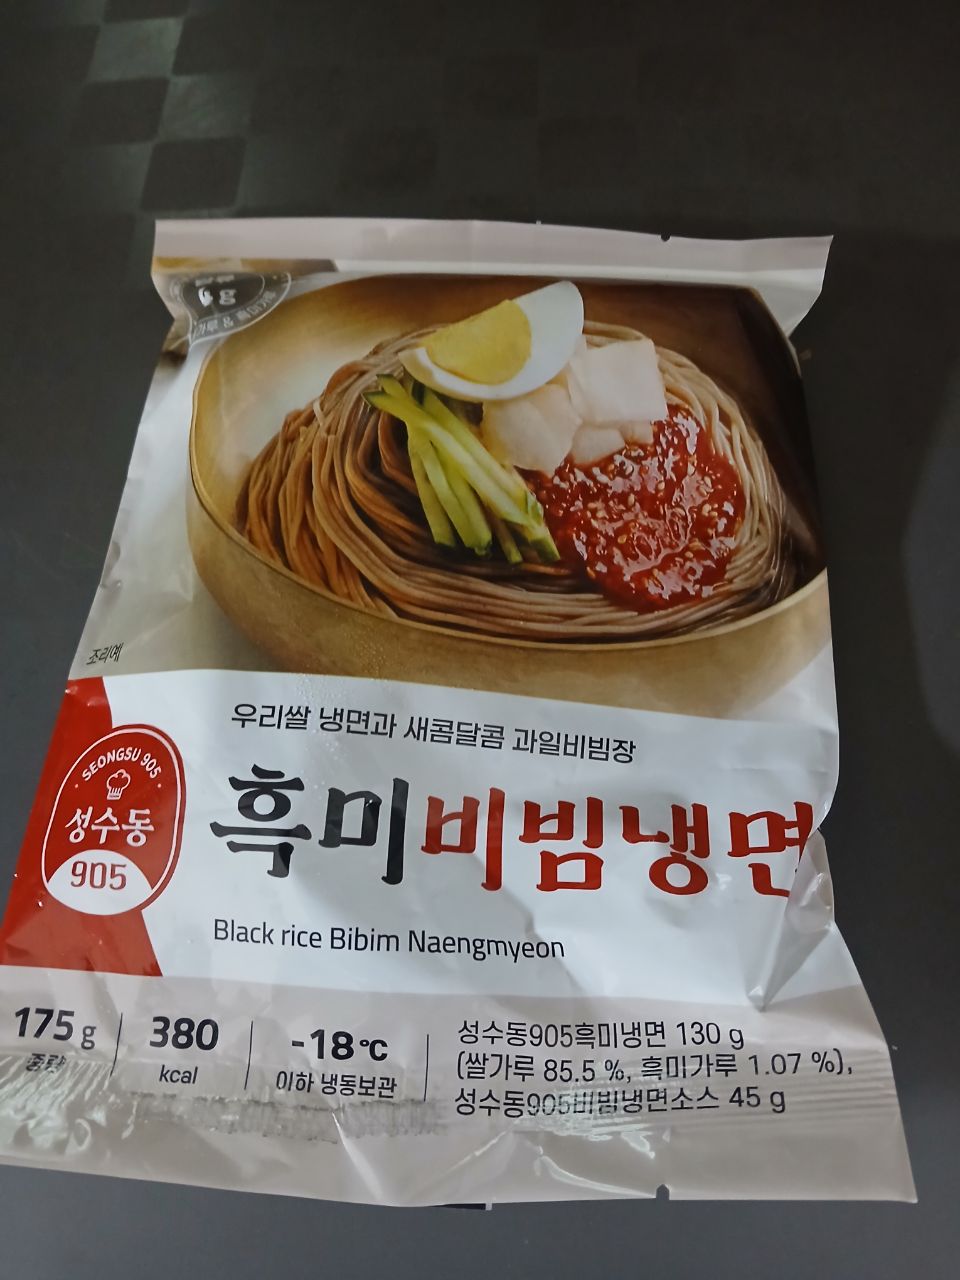 g
조리예
우리쌀 냉면과 새콤달콤 과일비빔장
SEONGSU 905
성수동
905
흑미비빔냉면
Black rice Bibim Naengmyeon
175 g
중량
380
kcal
-18℃
이하 냉동보관
성수동905흑미냉면 130 g
(쌀가루 85.5 %, 흑미가루 1.07 %),
성수동905비빔냉면소스 45 g